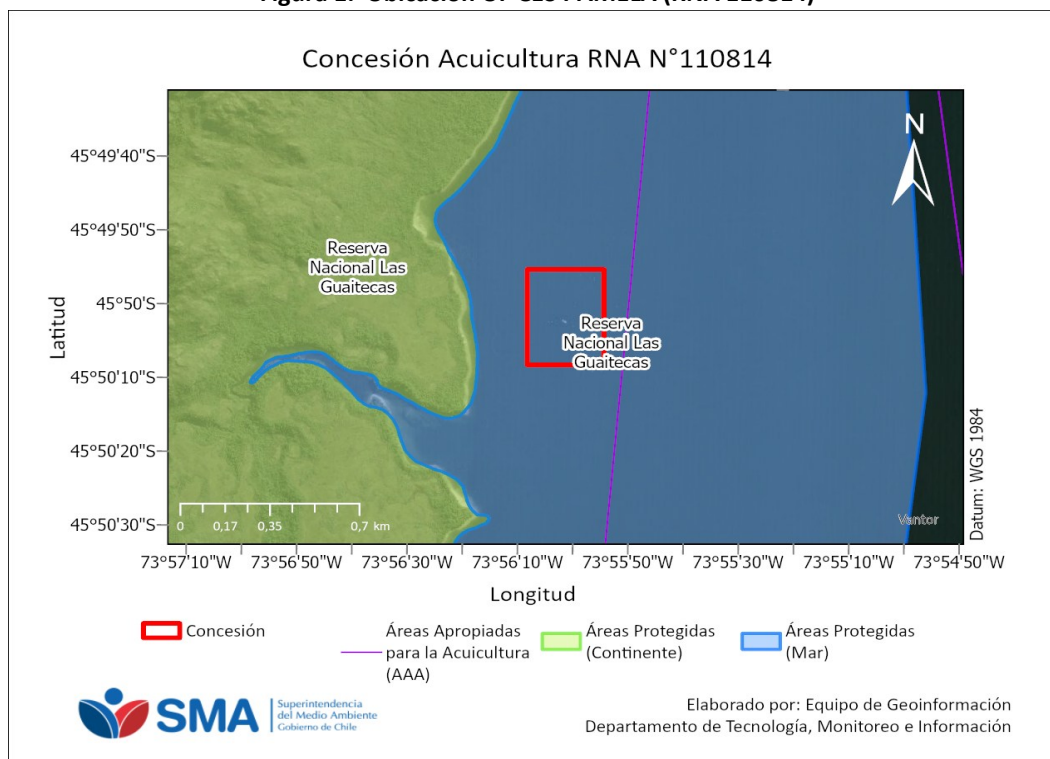 Concesión Acuicultura RNA N°110814
N
45°49'40"S
45°49'50"S
45°50'S
45°50'10"S
45°50'20"S
45°50'30"S
Latitud
Reserva
Nacional Las
Guaitecas
Reserva
Nacional Las
Guaitecas
0 0,17 0,35 0,7 km
Vantor
Datum: WGS 1984
73°57'10"W 73°56'50"W 73°56'30"W 73°56'10"W 73°55'50"W 73°55'30"W 73°55'10"W 73°54'50"W
Longitud
Concesión
Áreas Apropiadas
para la Acuicultura
(AAA)
Áreas Protegidas
(Continente)
Áreas Protegidas
(Mar)
SMA
Superintendencia
del Medio Ambiente
Gobierno de Chile
Elaborado por: Equipo de Geoinformación
Departamento de Tecnología, Monitoreo e Información